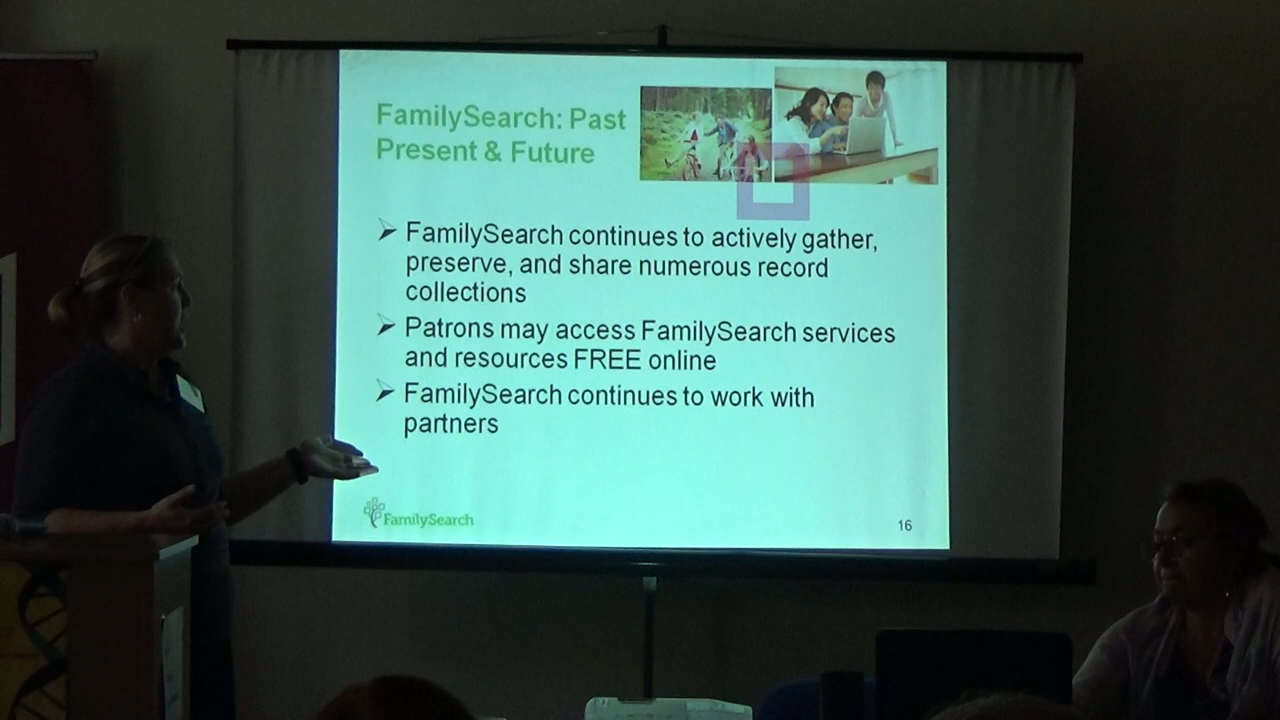 FamilySearch: Past
Present & Future
➢ FamilySearch continues to actively gather,
preserve, and share numerous record
collections
➢ Patrons may access FamilySearch services
and resources FREE online
➢ FamilySearch continues to work with
partners
FamilySearch
16